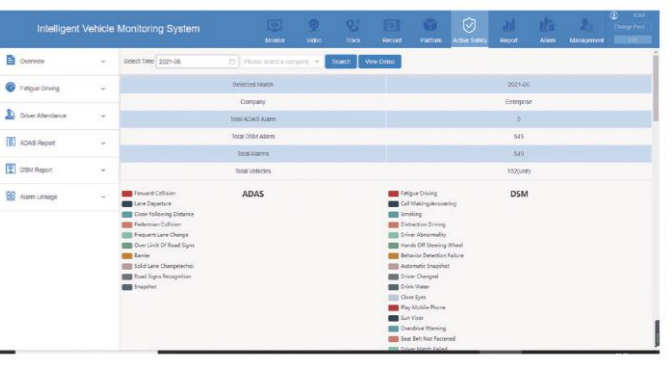 Intelligent Vehicle Monitoring System
Monitor Video Track Record Platform Active Safety Report Alarm Management
Overview
Fatigue Driving
Driver Attendance
ADAS Report
DSM Report
Alarm Linkage
Select Time 2021-06 Please select a company Search View Demo
Selected Month 2021-06
Company Enterprise
Total ADAS Alarm 0
Total DSM Alarm 549
Total Alarms 549
Total Vehicles 102(unit)
ADAS
Forward Collision
Lane Departure
Close Following Distance
Pedestrian Collision
Frequent Lane Change
Over Limit Of Road Signs
Barrier
Solid Lane Change(echo)
Road Signs Recognition
Snapshot
DSM
Fatigue Driving
Call Making/Answering
Smoking
Distraction Driving
Driver Abnormality
Hands Off Steering Wheel
Behavior Detection Failure
Automatic Snapshot
Driver Changed
Drink Water
Close Eyes
Play Mobile Phone
Sun Visor
Overdrive Warning
Seat Belt Not Fastened
Driver Match Failed